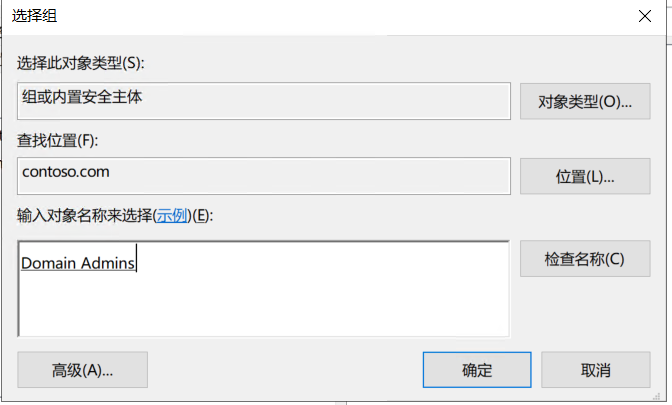 选择组
选择此对象类型(S):
组或内置安全主体
对象类型(O)...
查找位置(F):
contoso.com
位置(L)...
输入对象名称来选择(示例)(E):
Domain Admins
检查名称(C)
高级(A)...
确定
取消